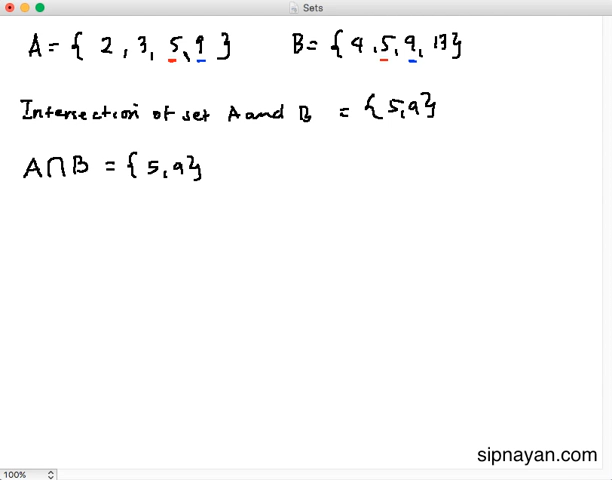 Sets
A = { 2 , 3, 5, 9 } B = { 4 , 5, 9, 13}
Intersection of set A and B = { 5, 9}
A∩B = { 5, 9}
sipnayan.com
100%